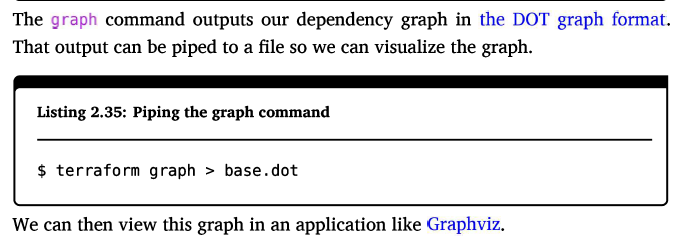 The graph command outputs our dependency graph in the DOT graph format.
That output can be piped to a file so we can visualize the graph.
Listing 2.35: Piping the graph command
$ terraform graph > base.dot
We can then view this graph in an application like Graphviz.